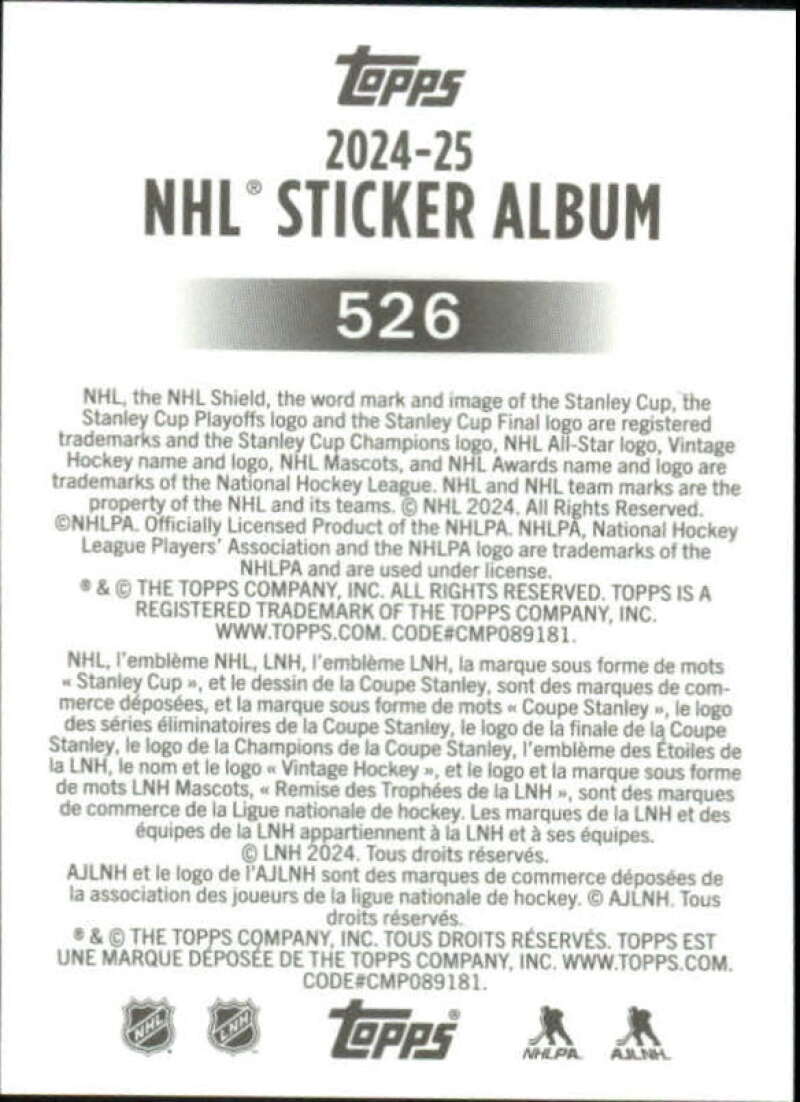 Topps
2024-25
NHL® STICKER ALBUM
526
NHL, the NHL Shield, the word mark and image of the Stanley Cup, the
Stanley Cup Playoffs logo and the Stanley Cup Final logo are registered
trademarks and the Stanley Cup Champions logo, NHL All-Star logo, Vintage
Hockey name and logo, NHL Mascots, and NHL Awards name and logo are
trademarks of the National Hockey League. NHL and NHL team marks are the
property of the NHL and its teams. © NHL 2024. All Rights Reserved.
©NHLPA. Officially Licensed Product of the NHLPA. NHLPA, National Hockey
League Players' Association and the NHLPA logo are trademarks of the
NHLPA and are used under license.
® & © THE TOPPS COMPANY, INC. ALL RIGHTS RESERVED. TOPPS IS A
REGISTERED TRADEMARK OF THE TOPPS COMPANY, INC.
WWW.TOPPS.COM. CODE#CMP089181.
NHL, l'emblème NHL, LNH, l'emblème LNH, la marque sous forme de mots
« Stanley Cup », et le dessin de la Coupe Stanley, sont des marques de com-
merce déposées, et la marque sous forme de mots « Coupe Stanley », le logo
des séries éliminatoires de la Coupe Stanley, le logo de la finale de la Coupe
Stanley, le logo de la Champions de la Coupe Stanley, l'emblème des Étoiles de
la LNH, le nom et le logo « Vintage Hockey », et le logo et la marque sous forme
de mots LNH Mascots, « Remise des Trophées de la LNH », sont des marques
de commerce de la Ligue nationale de hockey. Les marques de la LNH et des
équipes de la LNH appartiennent à la LNH et à ses équipes.
© LNH 2024. Tous droits réservés.
AJLNH et le logo de l'AJLNH sont des marques de commerce déposées de
la association des joueurs de la ligue nationale de hockey. © AJLNH. Tous
droits réservés.
® & © THE TOPPS COMPANY, INC. TOUS DROITS RÉSERVÉS. TOPPS EST
UNE MARQUE DÉPOSÉE DE THE TOPPS COMPANY, INC. WWW.TOPPS.COM.
CODE#CMP089181.
NHL LNH Topps® NHLPA AJLNH